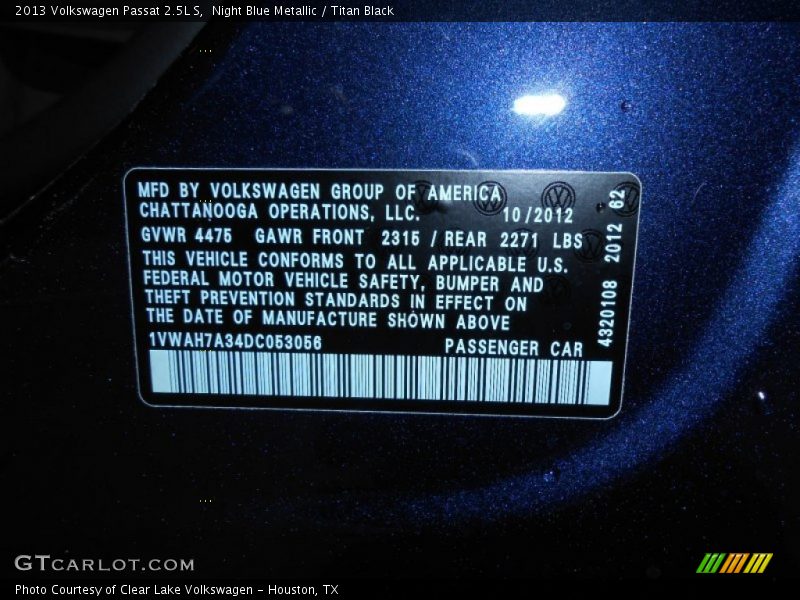 2013 Volkswagen Passat 2.5L S,  Night Blue Metallic / Titan Black
MFD BY VOLKSWAGEN GROUP OF AMERICA
CHATTANOOGA OPERATIONS, LLC. 10/2012
GVWR 4475 GAWR FRONT 2315 / REAR 2271 LBS
THIS VEHICLE CONFORMS TO ALL APPLICABLE U.S.
FEDERAL MOTOR VEHICLE SAFETY, BUMPER AND
THEFT PREVENTION STANDARDS IN EFFECT ON
THE DATE OF MANUFACTURE SHOWN ABOVE
1VWAH7A34DC053056 PASSENGER CAR
4320108 2012 62
GTCARLOT.COM
Photo Courtesy of Clear Lake Volkswagen - Houston, TX